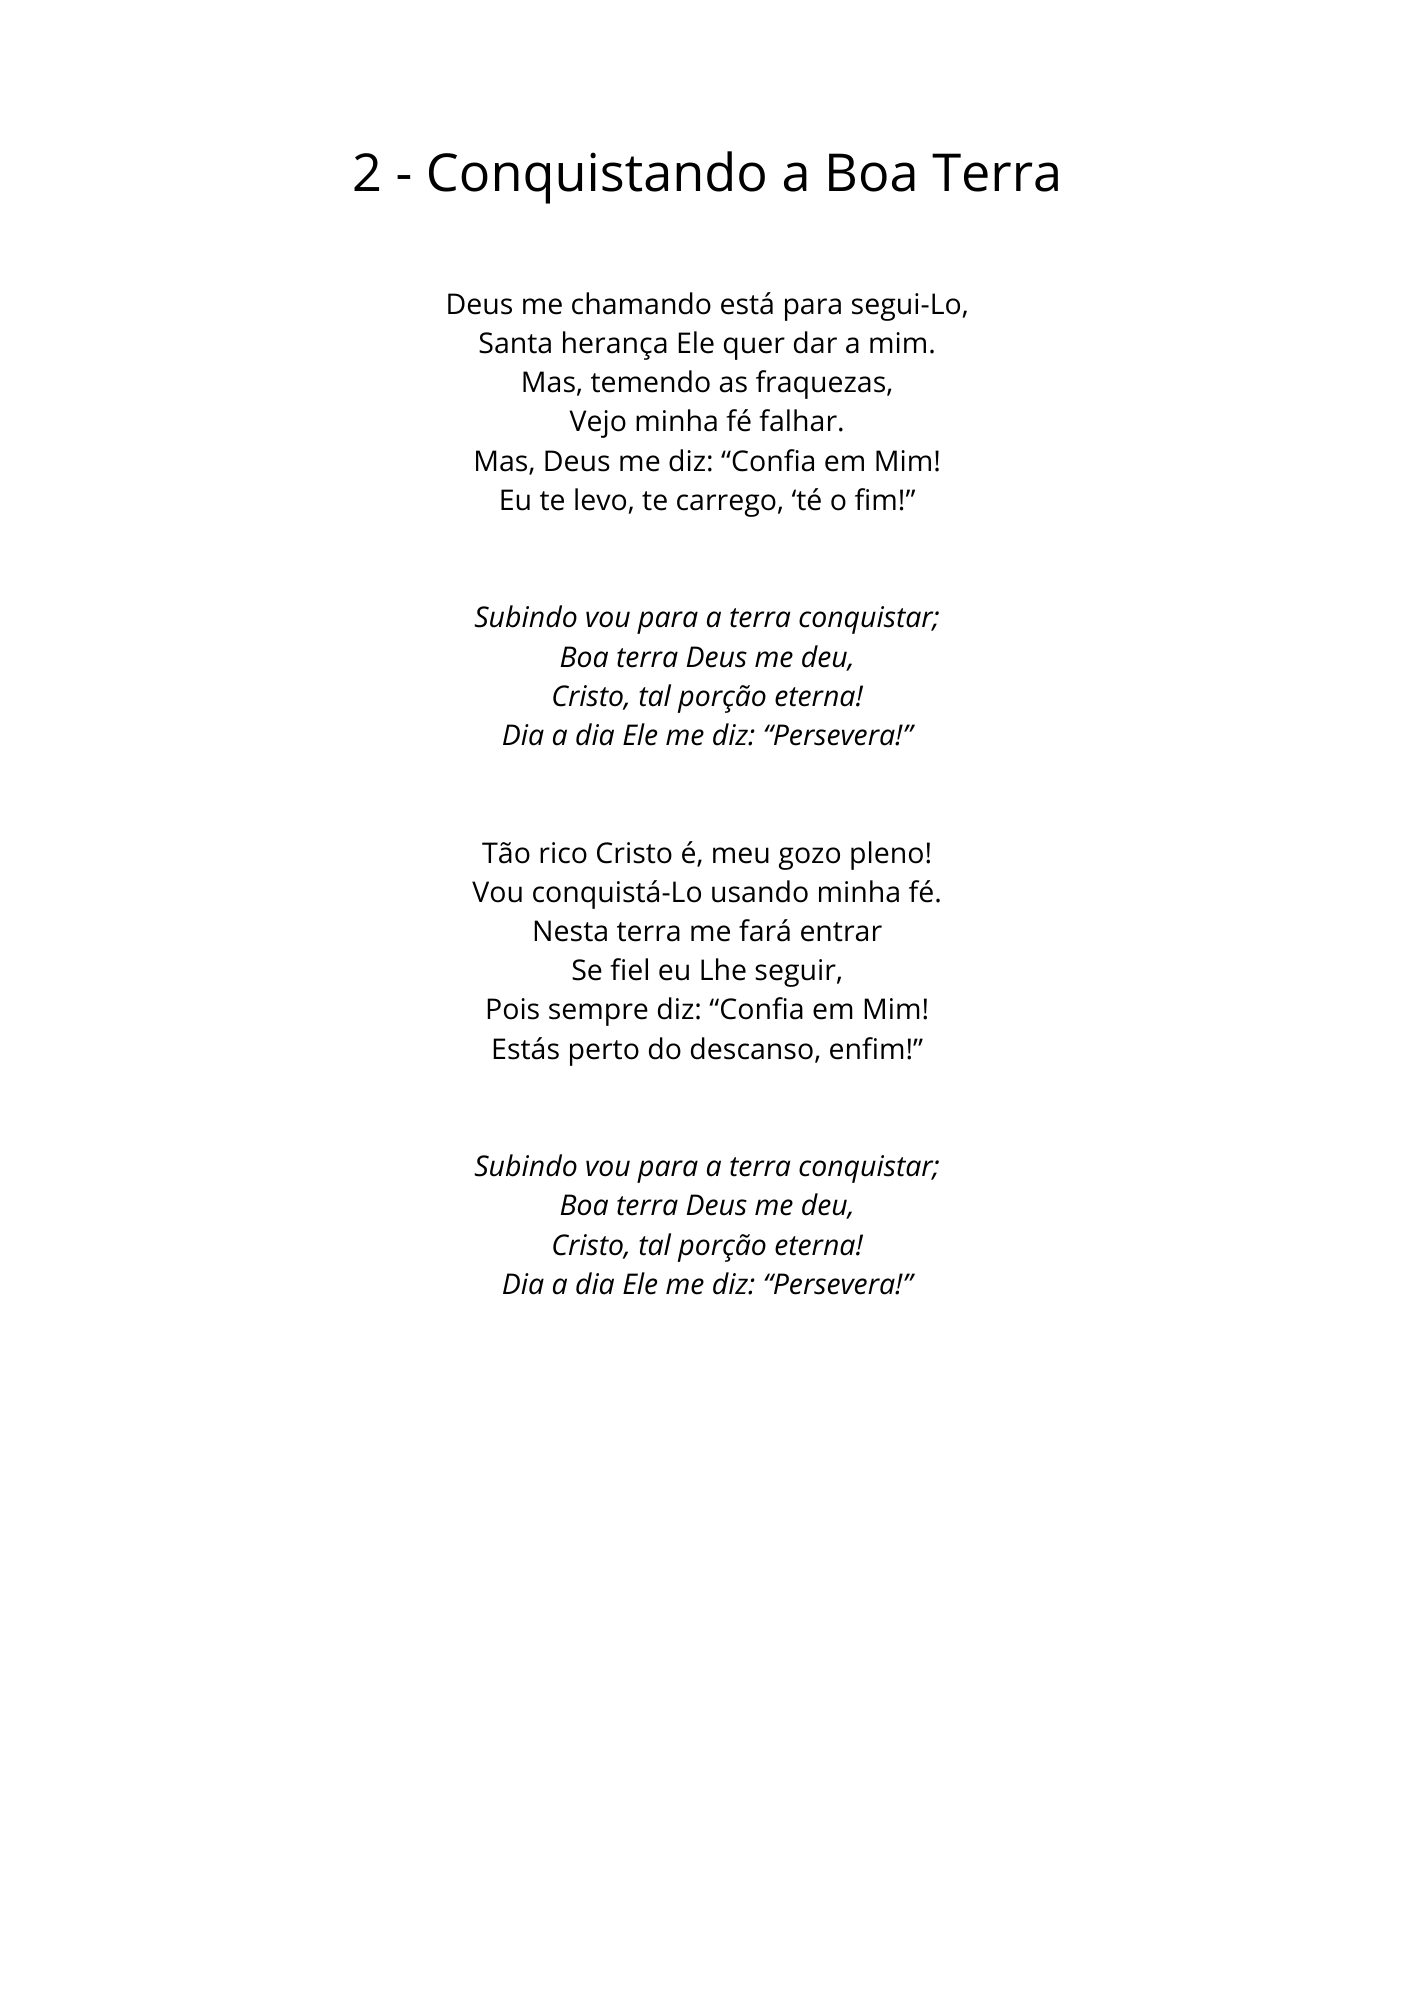 2 - Conquistando a Boa Terra
Deus me chamando está para segui-Lo,
Santa herança Ele quer dar a mim.
Mas, temendo as fraquezas,
Vejo minha fé falhar.
Mas, Deus me diz: “Confia em Mim!
Eu te levo, te carrego, ‘té o fim!”
Subindo vou para a terra conquistar;
Boa terra Deus me deu,
Cristo, tal porção eterna!
Dia a dia Ele me diz: “Persevera!”
Tão rico Cristo é, meu gozo pleno!
Vou conquistá-Lo usando minha fé.
Nesta terra me fará entrar
Se fiel eu Lhe seguir,
Pois sempre diz: “Confia em Mim!
Estás perto do descanso, enfim!”
Subindo vou para a terra conquistar;
Boa terra Deus me deu,
Cristo, tal porção eterna!
Dia a dia Ele me diz: “Persevera!”